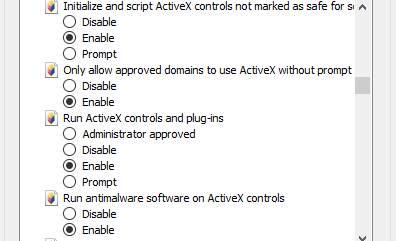 Initialize and script ActiveX controls not marked as safe for
Disable
Enable
Prompt
Only allow approved domains to use ActiveX without prompt
Disable
Enable
Run ActiveX controls and plug-ins
Administrator approved
Disable
Enable
Prompt
Run antimalware software on ActiveX controls
Disable
Enable